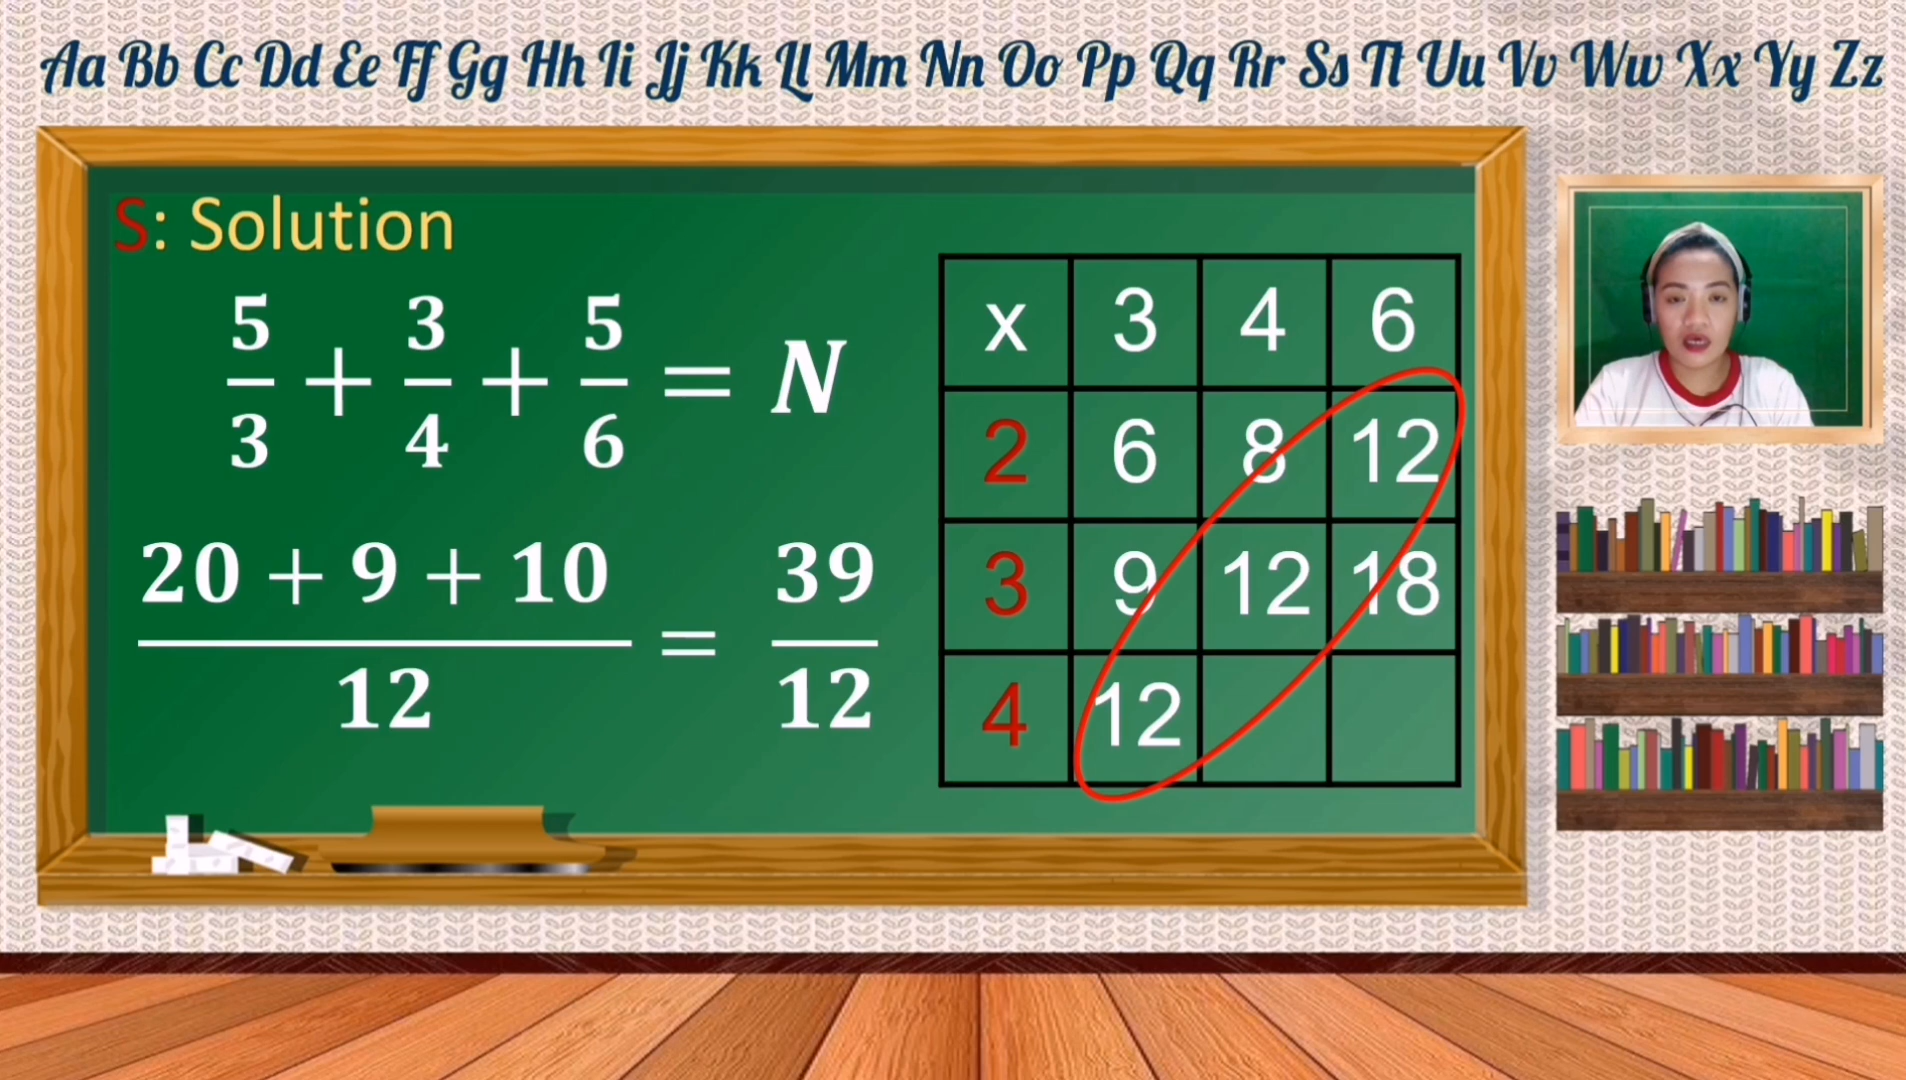 Aa Bb Cc Dd Ee Ff Gg Hh Ii Jj Kk Ll Mm Nn Oo Pp Qq Rr Ss Tt Uu Vv Ww Xx Yy Zz
S: Solution
5/3 + 3/4 + 5/6 = N
(20 + 9 + 10)/12 = 39/12
x 3 4 6
2 6 8 12
3 9 12 18
4 12